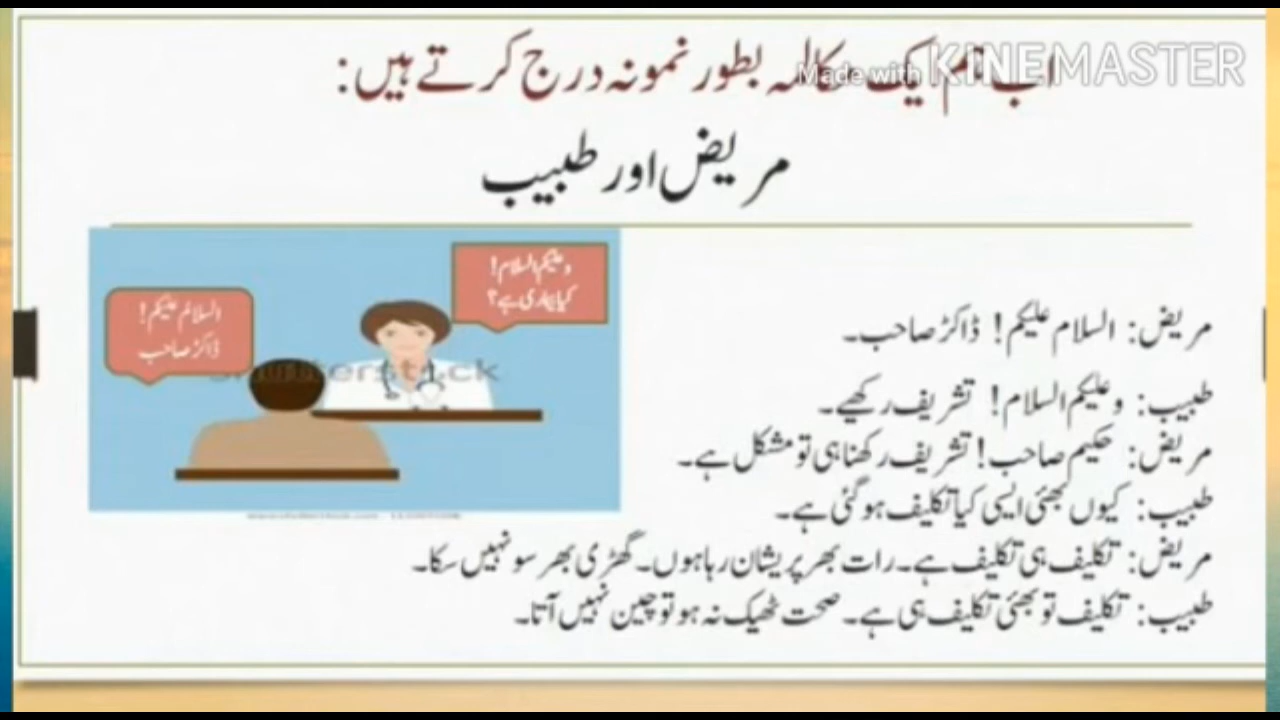 اب ہم ایک مکالمہ بطور نمونہ درج کرتے ہیں:
Made with KINEMASTER
مریض اور طبیب
وعلیکم السلام!
کیا بیماری ہے؟
السلام علیکم!
ڈاکٹر صاحب
shutterstock
مریض: السلام علیکم! ڈاکٹر صاحب۔
طبیب: وعلیکم السلام! تشریف رکھیے۔
مریض: حکیم صاحب! تشریف رکھنا ہی تو مشکل ہے۔
طبیب: کیوں بھئی ایسی کیا تکلیف ہو گئی ہے۔
مریض: تکلیف ہی تکلیف ہے۔ رات بھر پریشان رہا ہوں۔ گھڑی بھر سو نہیں سکا۔
طبیب: تکلیف تو بھئی تکلیف ہی ہے۔ صحت ٹھیک نہ ہو تو چین نہیں آتا۔